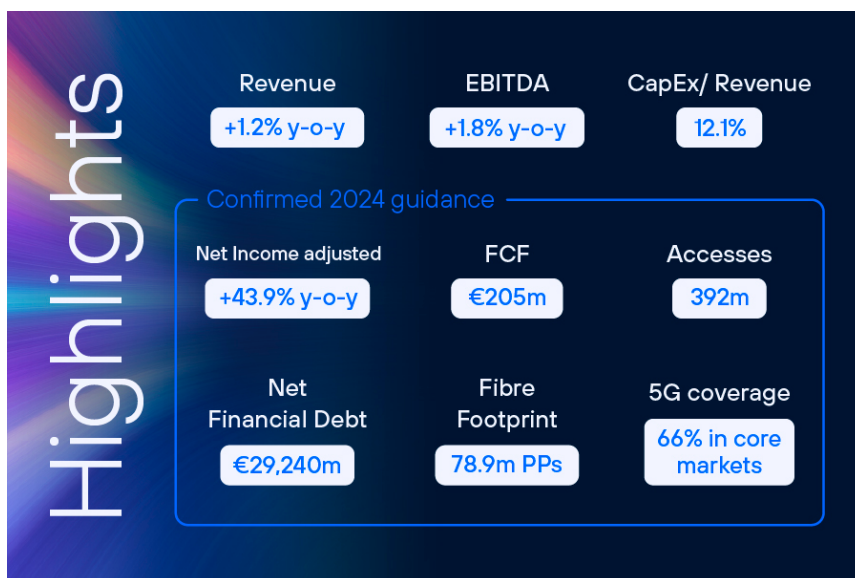 Highlights
Revenue
+1.2% y-o-y
EBITDA
+1.8% y-o-y
CapEx/ Revenue
12.1%
Confirmed 2024 guidance
Net Income adjusted
+43.9% y-o-y
FCF
€205m
Accesses
392m
Net
Financial Debt
€29,240m
Fibre
Footprint
78.9m PPs
5G coverage
66% in core
markets